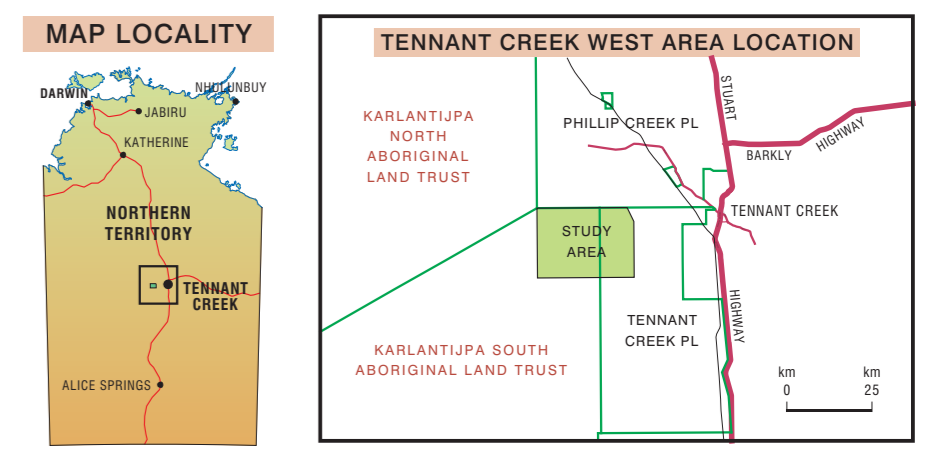 MAP LOCALITY
DARWIN
NHULUNBUY
JABIRU
KATHERINE
NORTHERN
TERRITORY
TENNANT
CREEK
ALICE SPRINGS
TENNANT CREEK WEST AREA LOCATION
KARLANTIJPA
NORTH
ABORIGINAL
LAND TRUST
PHILLIP CREEK PL
STUART
BARKLY
HIGHWAY
TENNANT CREEK
STUDY
AREA
TENNANT
CREEK PL
HIGHWAY
KARLANTIJPA SOUTH
ABORIGINAL LAND TRUST
km
0
km
25